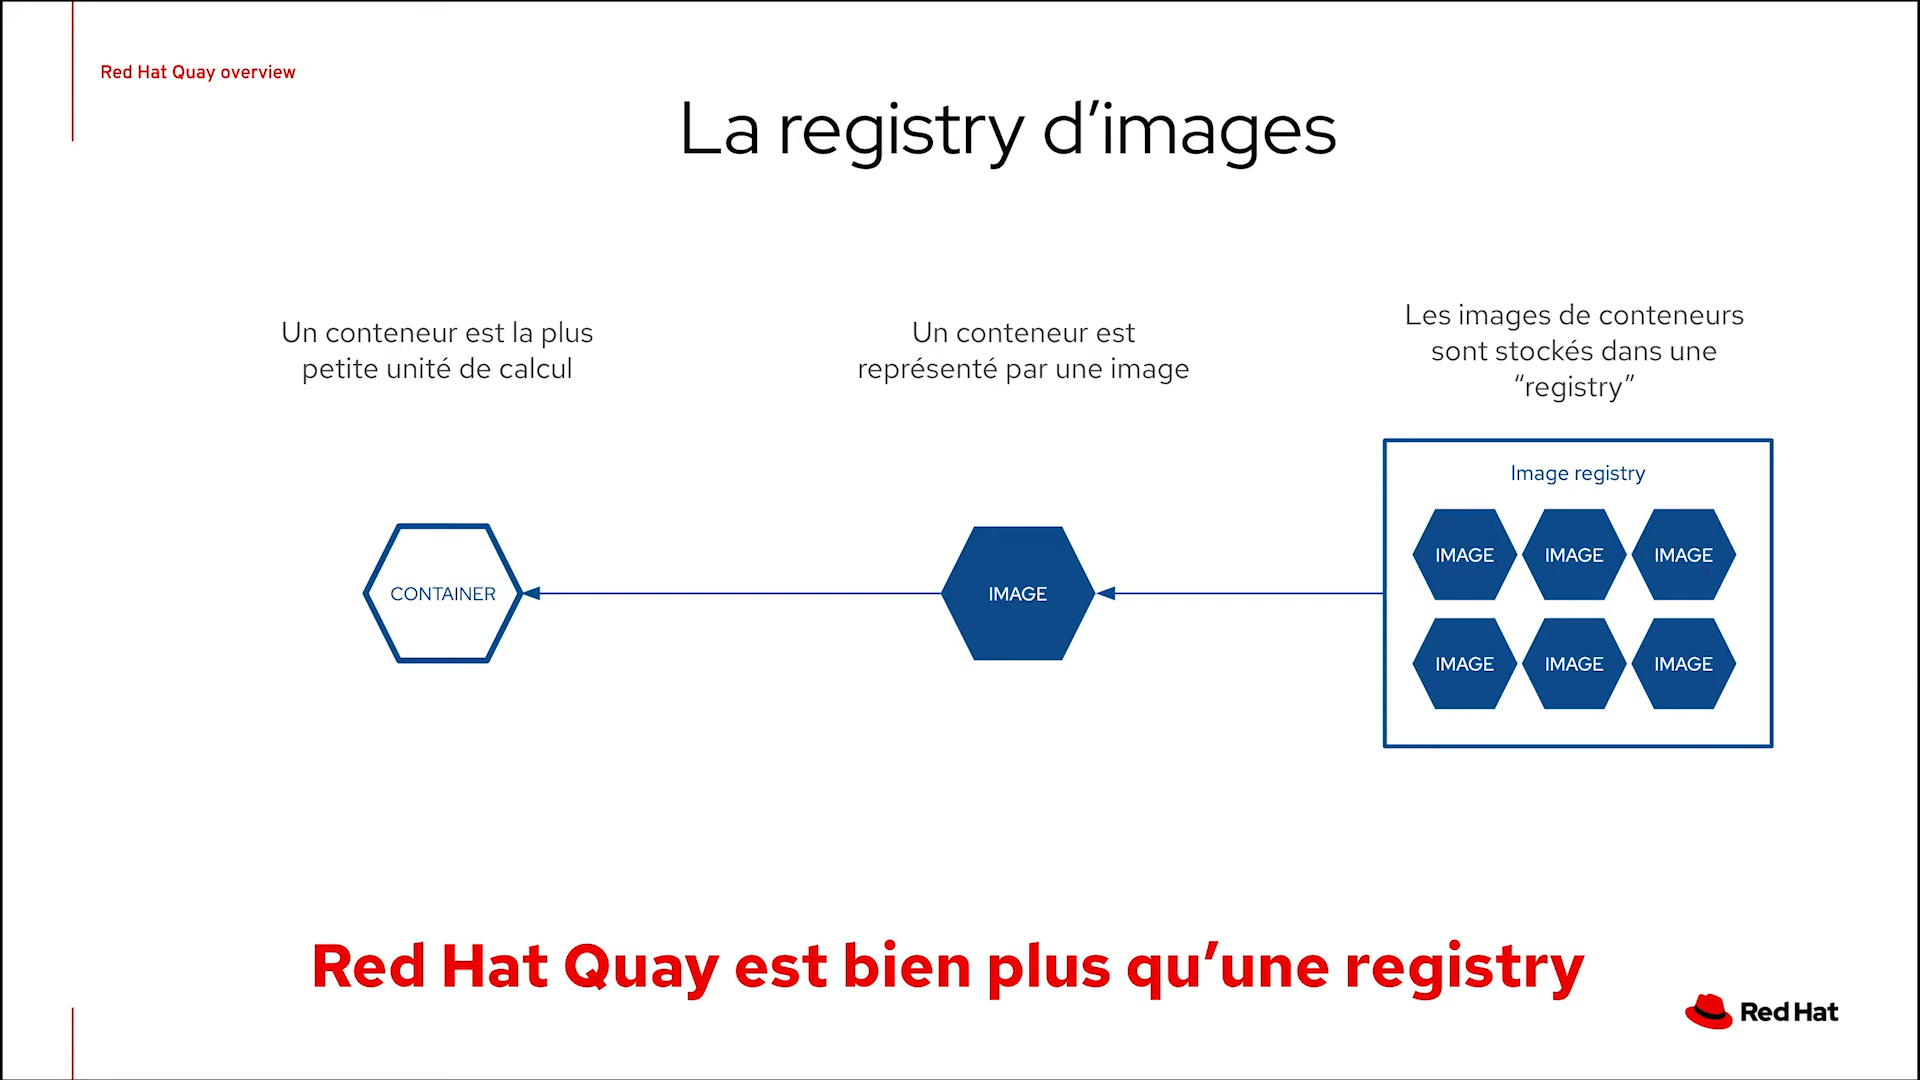 Red Hat Quay overview
La registry d’images
Un conteneur est la plus
petite unité de calcul
Un conteneur est
représenté par une image
Les images de conteneurs
sont stockés dans une
“registry”
Image registry
IMAGE IMAGE IMAGE
CONTAINER
IMAGE
IMAGE IMAGE IMAGE
Red Hat Quay est bien plus qu’une registry
Red Hat